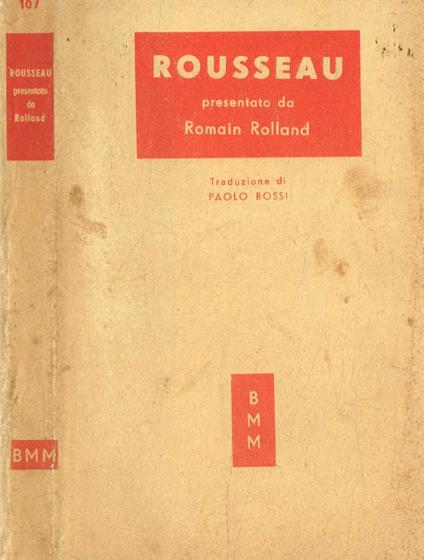 167
ROUSSEAU
presentato
da
Rolland
BMM
ROUSSEAU
presentato da
Romain Rolland
Traduzione di
PAOLO ROSSI
B
M
M